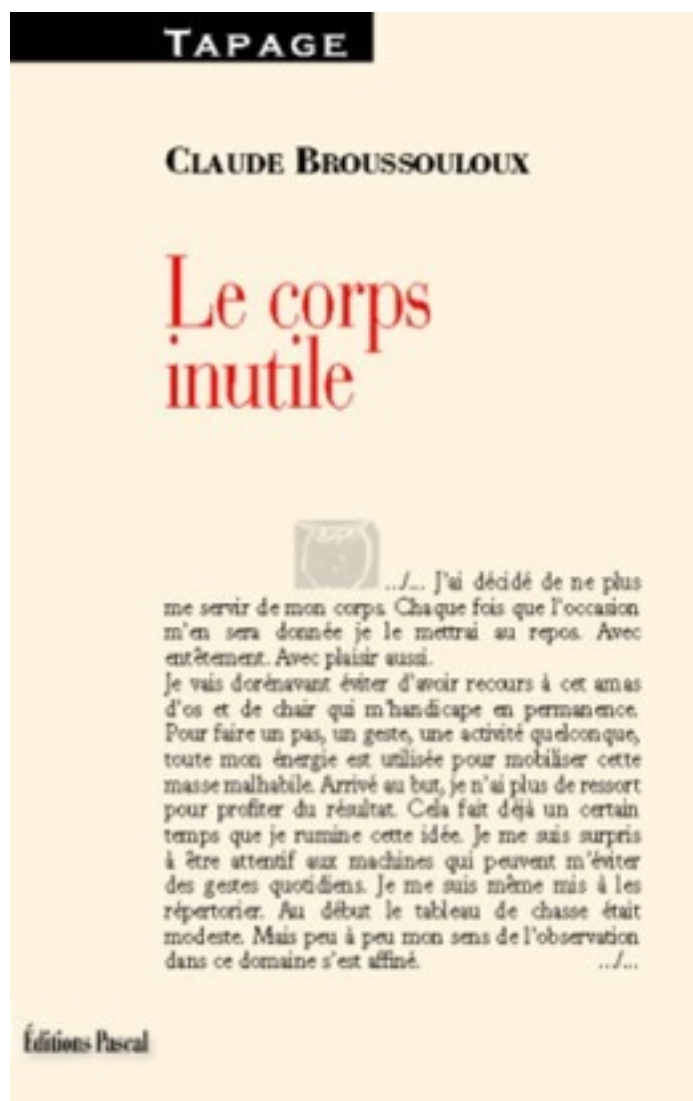 TAPAGE
CLAUDE BROUSSOULOUX
Le corps
inutile
.../... J'ai décidé de ne plus
me servir de mon corps. Chaque fois que l'occasion
m'en sera donnée je le mettrai au repos. Avec
entêtement. Avec plaisir aussi.
Je vais dorénavant éviter d'avoir recours à cet amas
d'os et de chair qui m'handicape en permanence.
Pour faire un pas, un geste, une activité quelconque,
toute mon énergie est utilisée pour mobiliser cette
masse malhabile. Arrivé au but, je n'ai plus de ressort
pour profiter du résultat. Cela fait déjà un certain
temps que je rumine cette idée. Je me suis surpris
à être attentif aux machines qui peuvent m'éviter
des gestes quotidiens. Je me suis même mis à les
répertorier. Au début le tableau de chasse était
modeste. Mais peu à peu mon sens de l'observation
dans ce domaine s'est affiné. .../...
Éditions Pascal